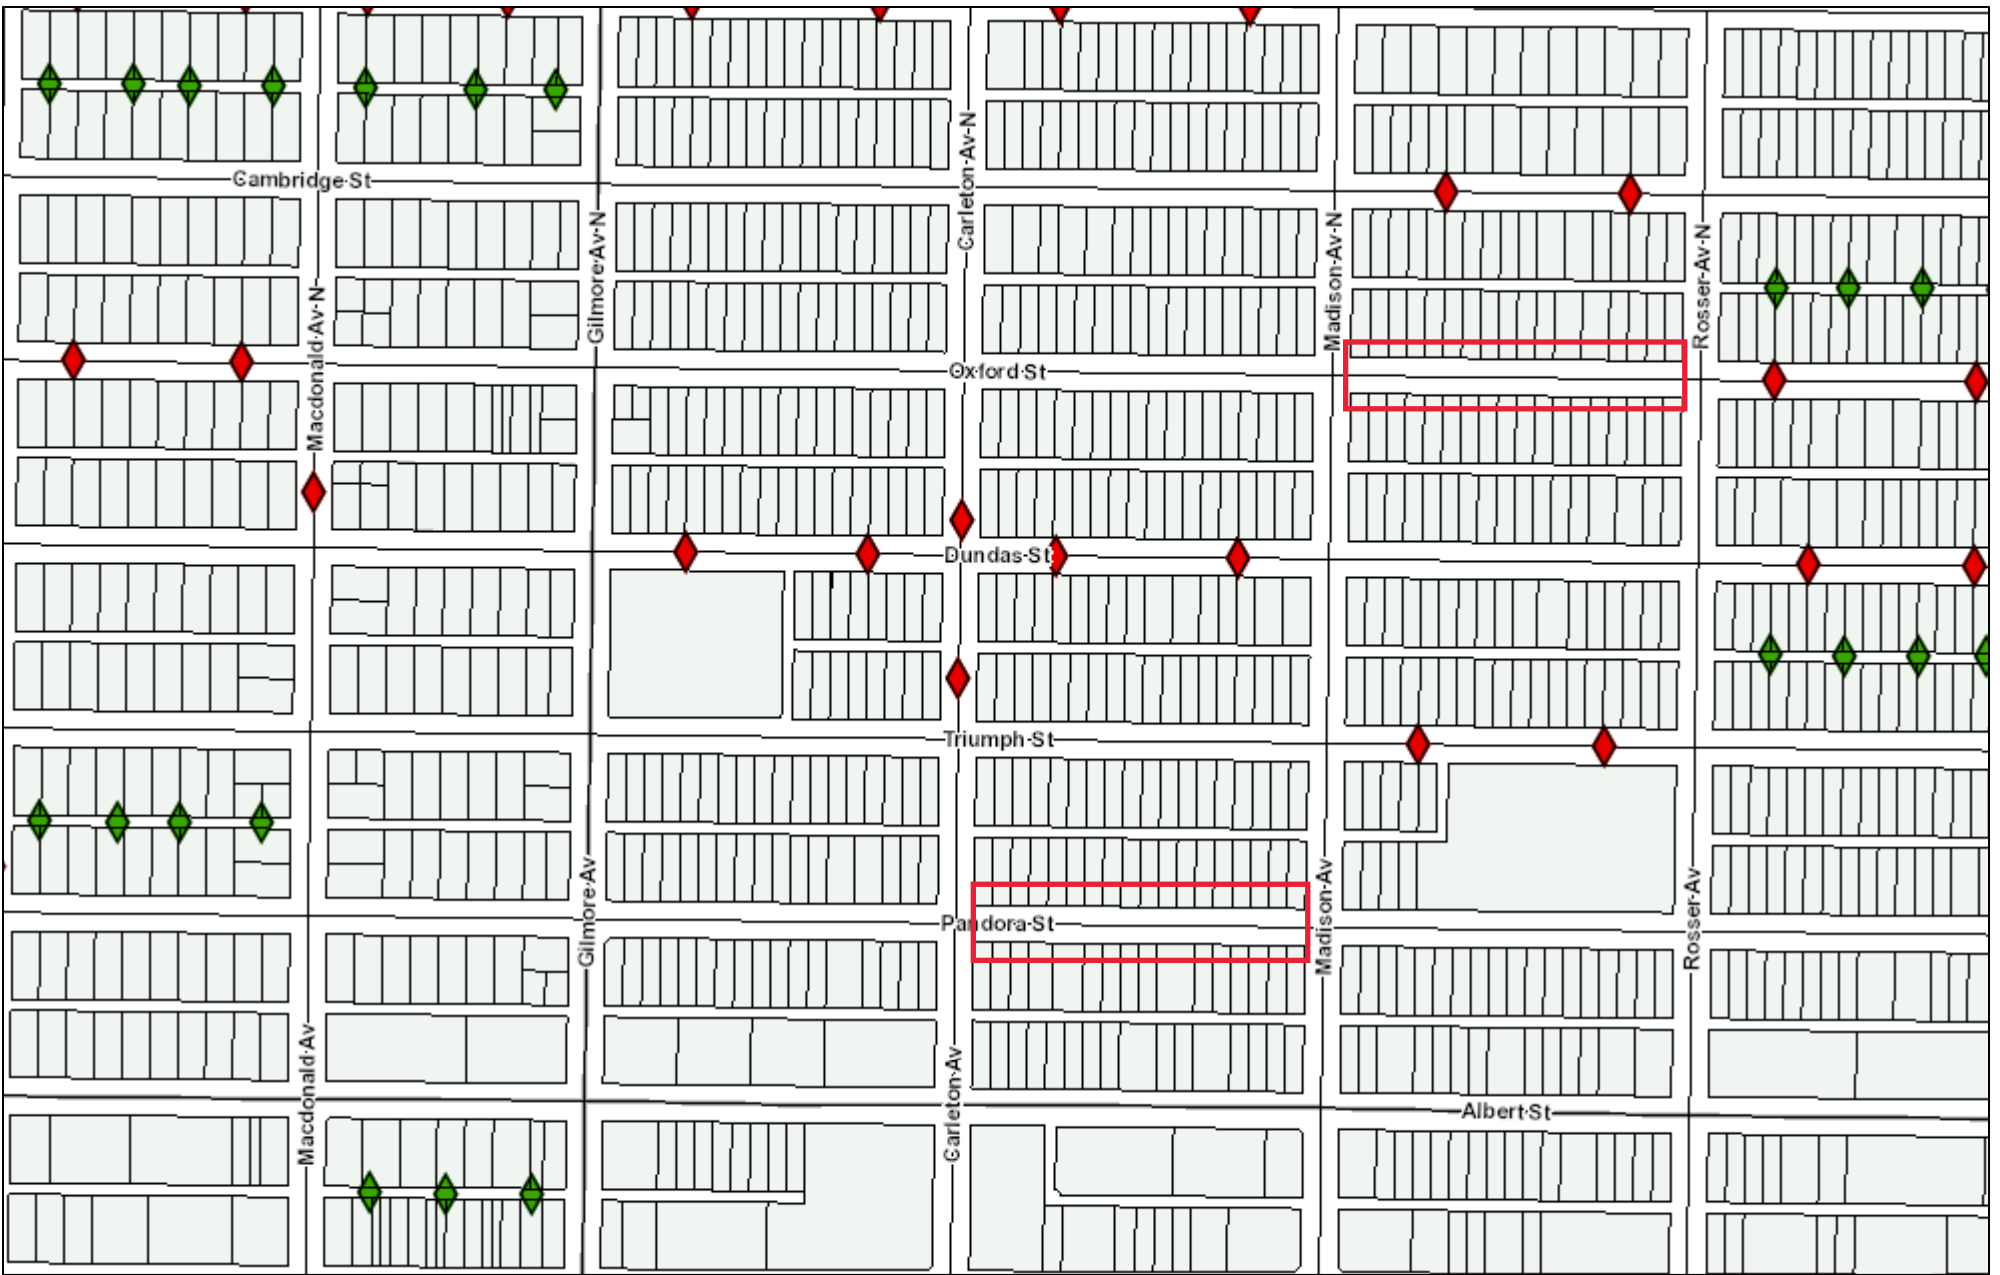 Cambridge St
Carleton Av N
Gilmore Av N
Madison Av N
Rosser Av N
Macdonald Av N
Oxford St
Dundas St
Triumph St
Gilmore Av
Pandora St
Madison Av
Rosser Av
Macdonald Av
Carleton Av
Albert St